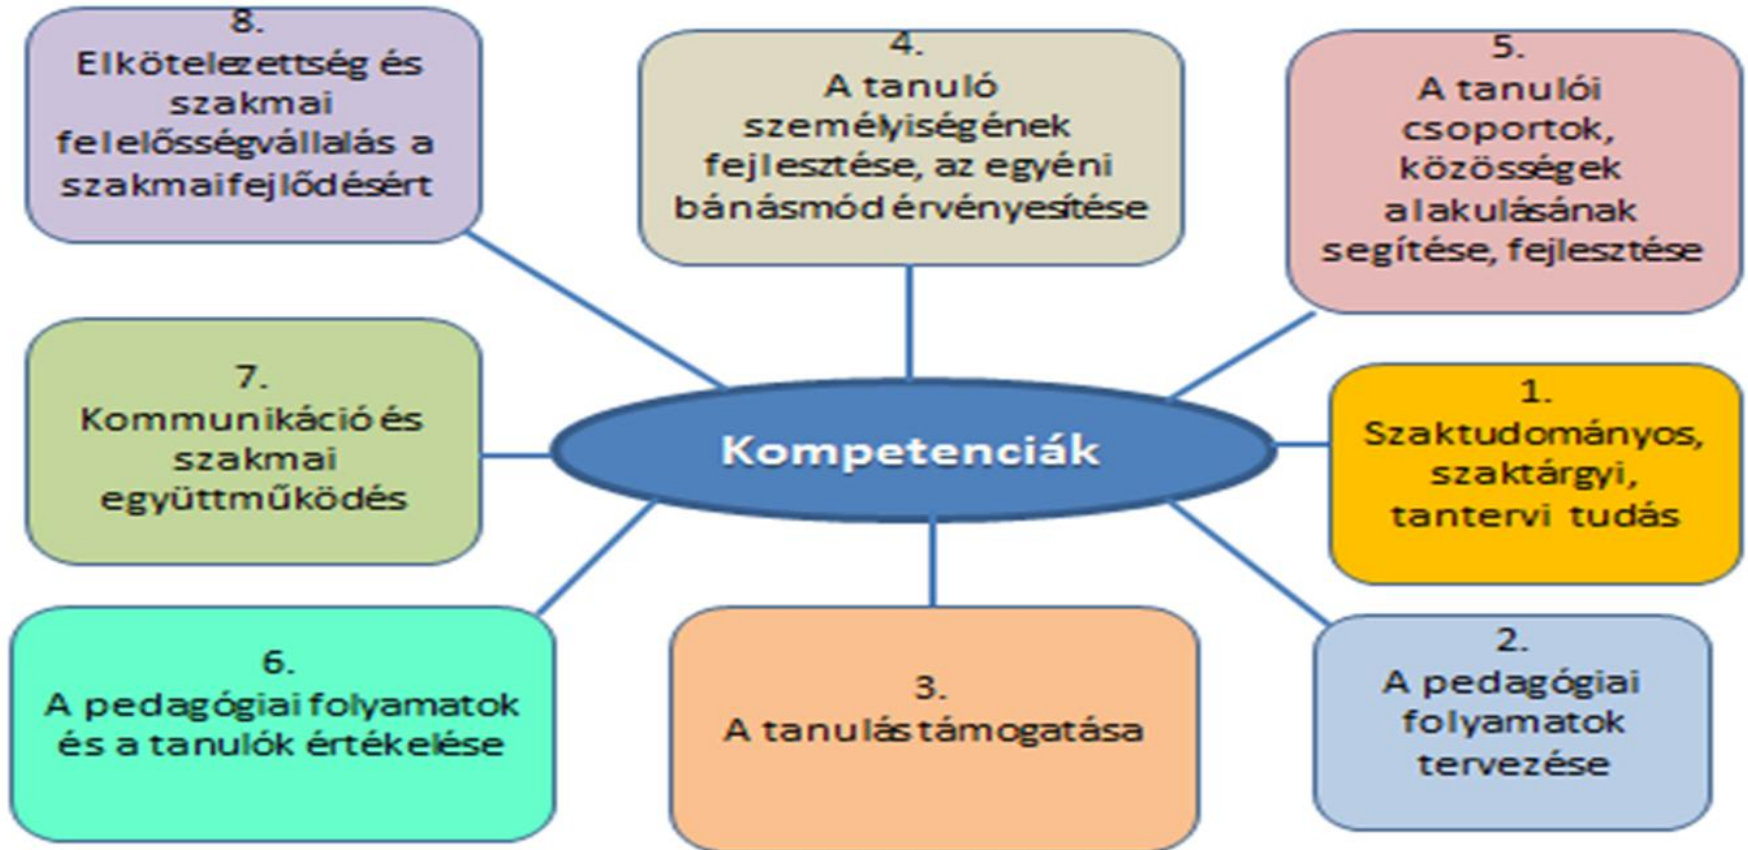 8.
Elkötelezettség és
szakmai
felelősségvállalás a
szakmai fejlődésért
4.
A tanuló
személyiségének
fejlesztése, az egyéni
bánásmód érvényesítése
5.
A tanulói
csoportok,
közösségek
alakulásának
segítése, fejlesztése
7.
Kommunikáció és
szakmai
együttműködés
Kompetenciák
1.
Szaktudományos,
szaktárgyi,
tantervi tudás
6.
A pedagógiai folyamatok
és a tanulók értékelése
3.
A tanulás támogatása
2.
A pedagógiai
folyamatok
tervezése